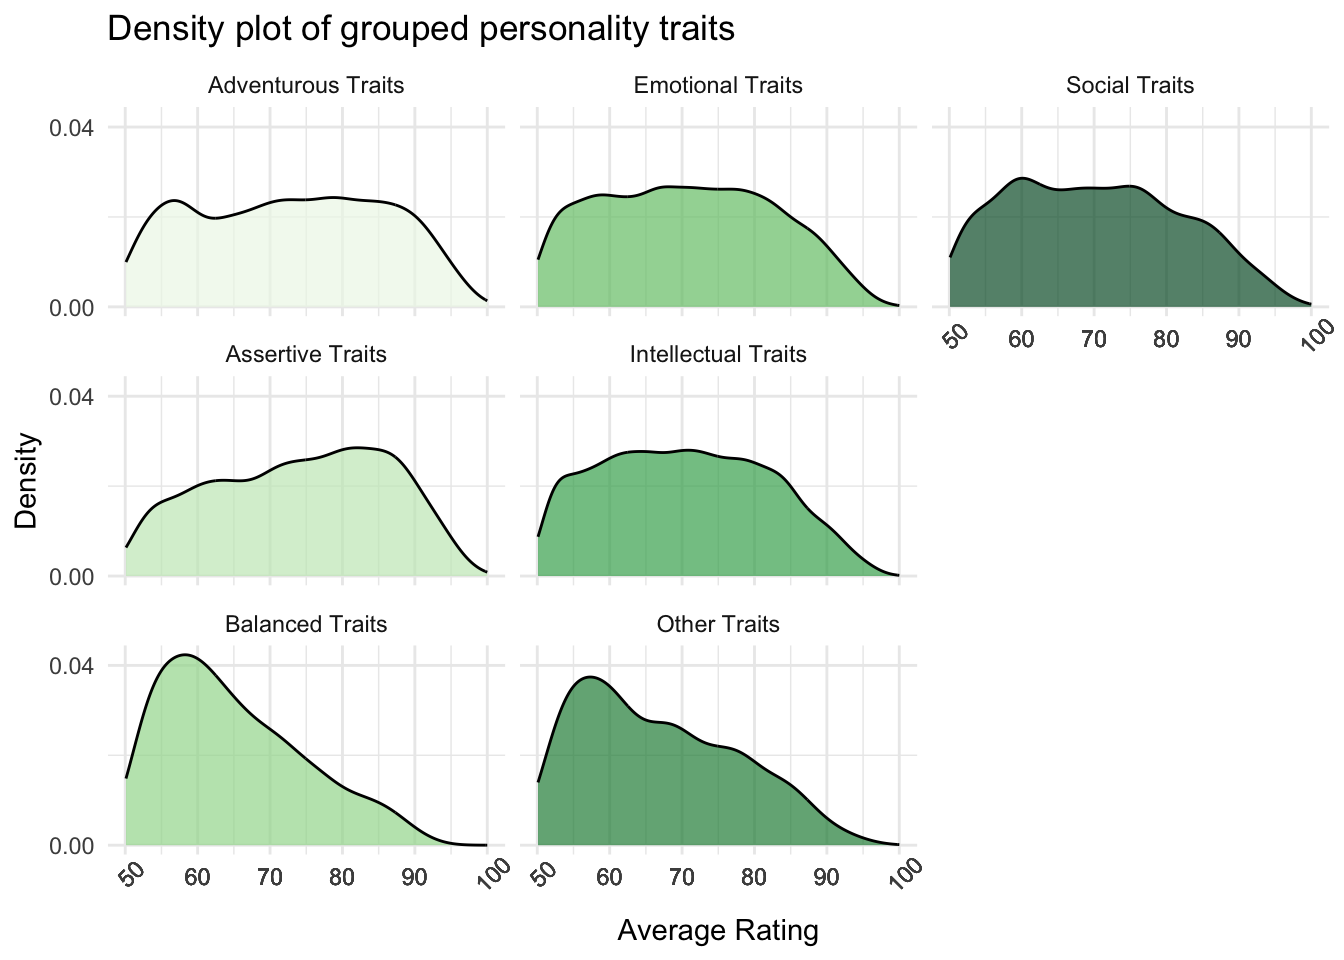 Density plot of grouped personality traits
Adventurous Traits
Emotional Traits
Social Traits
0.04
0.00
50 60 70 80 90 100
Assertive Traits
Intellectual Traits
0.04
0.00
Density
Balanced Traits
Other Traits
0.04
0.00
50 60 70 80 90 100
50 60 70 80 90 100
Average Rating